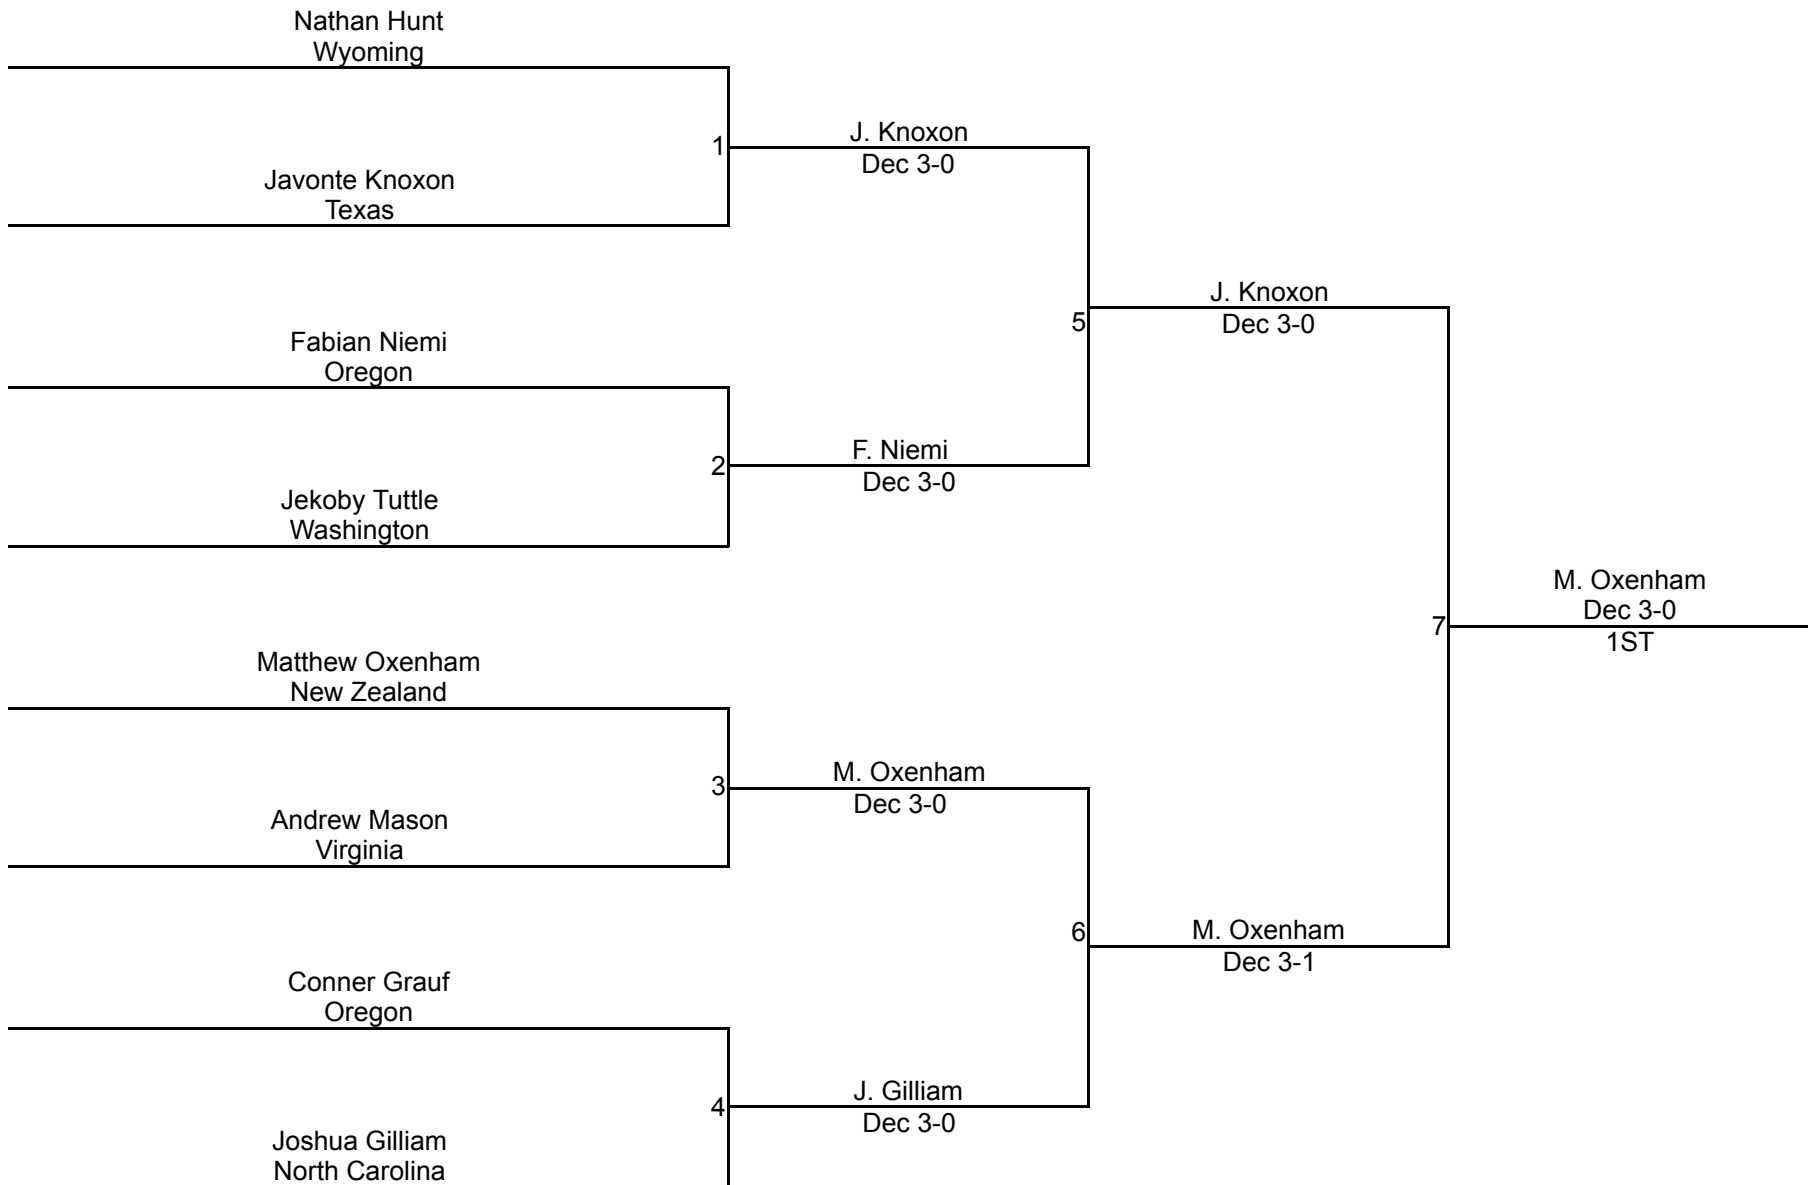 Nathan Hunt
Wyoming
1
J. Knoxon
Dec 3-0
Javonte Knoxon
Texas
5
J. Knoxon
Dec 3-0
Fabian Niemi
Oregon
2
F. Niemi
Dec 3-0
Jekoby Tuttle
Washington
7
M. Oxenham
Dec 3-0
1ST
Matthew Oxenham
New Zealand
3
M. Oxenham
Dec 3-0
Andrew Mason
Virginia
6
M. Oxenham
Dec 3-1
Conner Grauf
Oregon
4
J. Gilliam
Dec 3-0
Joshua Gilliam
North Carolina